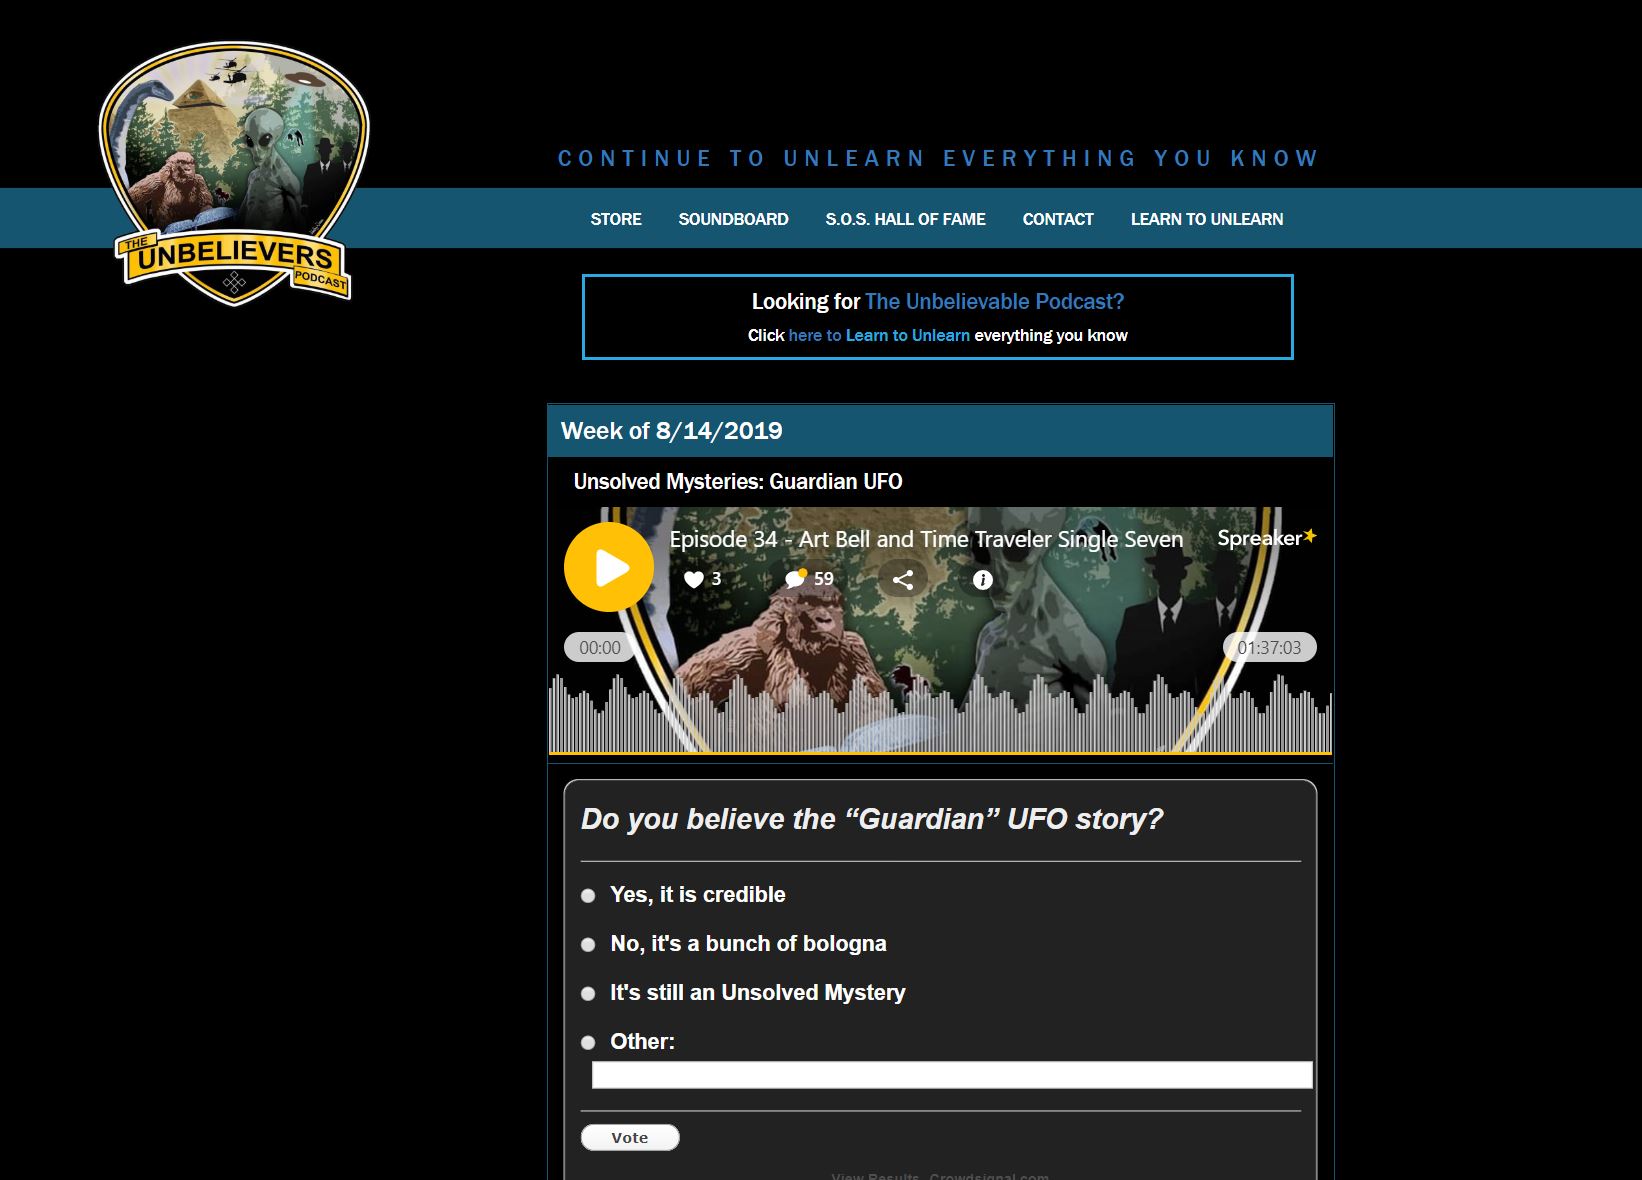 THE
UNBELIEVERS
PODCAST
CONTINUE TO UNLEARN EVERYTHING YOU KNOW
STORE SOUNDBOARD S.O.S. HALL OF FAME CONTACT LEARN TO UNLEARN
Looking for The Unbelievable Podcast?
Click here to Learn to Unlearn everything you know
Week of 8/14/2019
Unsolved Mysteries: Guardian UFO
Episode 34 - Art Bell and Time Traveler Single Seven Spreaker
3 59
00:00 01:37:03
Do you believe the “Guardian” UFO story?
Yes, it is credible
No, it's a bunch of bologna
It's still an Unsolved Mystery
Other:
Vote
View Results Crowdsignal.com